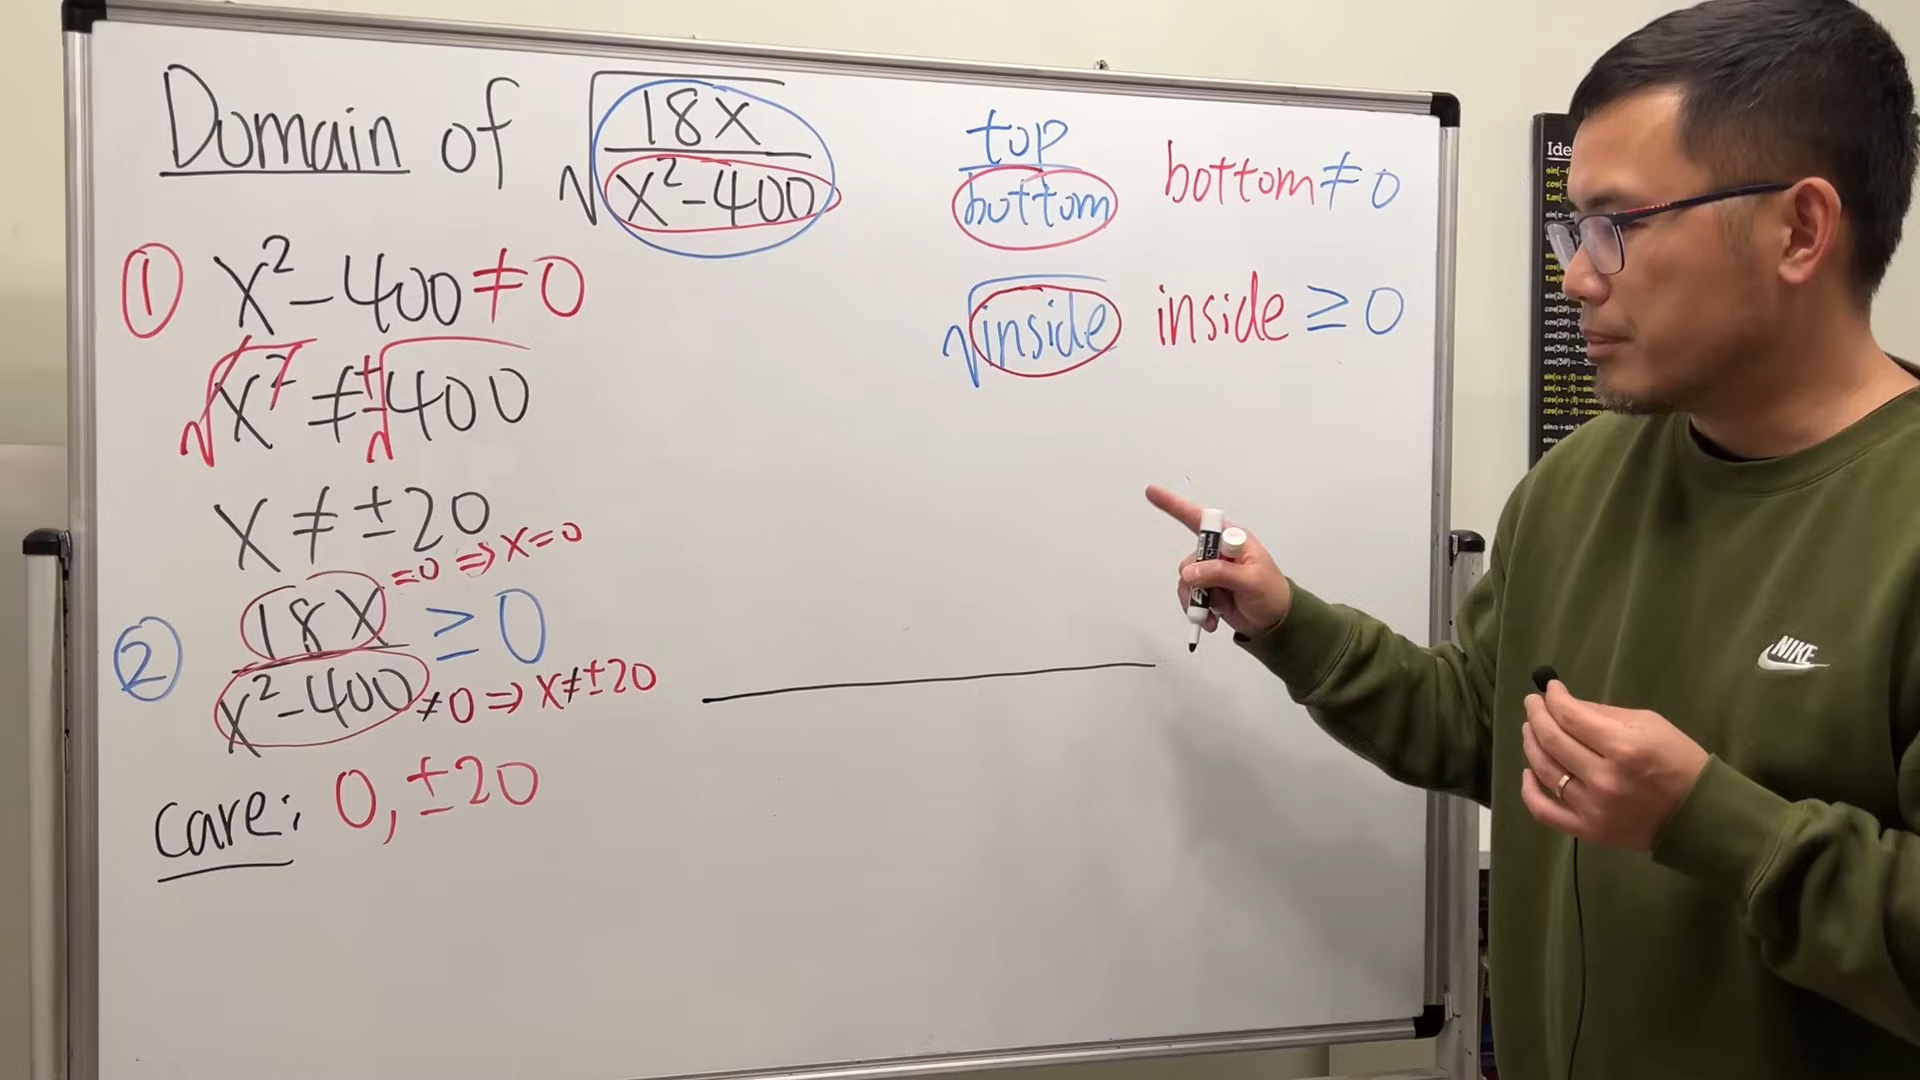 Domain of √(18x/(x²-400))
top
bottom
bottom ≠ 0
√inside
inside ≥ 0
① x²-400 ≠ 0
√x² ≠ ±√400
x ≠ ±20
② 18x/(x²-400) ≥ 0
=0 ⇒ x=0
≠0 ⇒ x≠±20
care: 0, ±20
Ide
NIKE